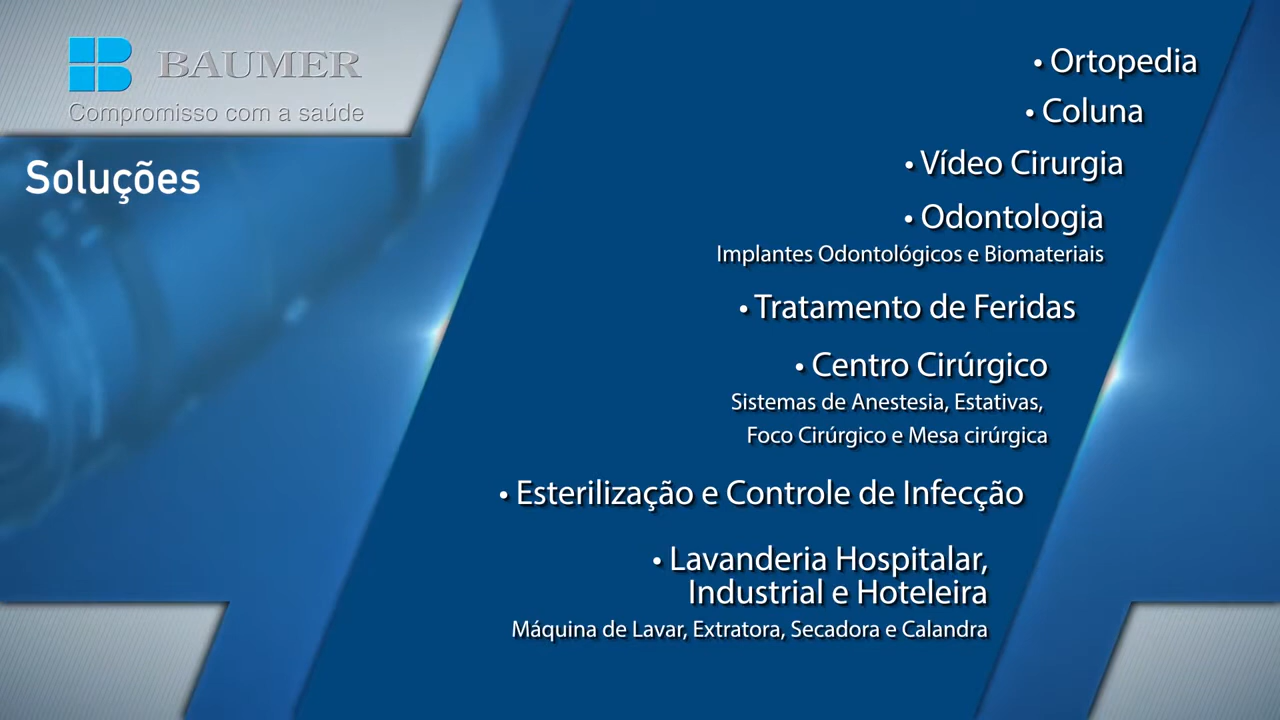 BAUMER
Compromisso com a saúde
Soluções
• Ortopedia
• Coluna
• Vídeo Cirurgia
• Odontologia
Implantes Odontológicos e Biomateriais
• Tratamento de Feridas
• Centro Cirúrgico
Sistemas de Anestesia, Estativas,
Foco Cirúrgico e Mesa cirúrgica
• Esterilização e Controle de Infecção
• Lavanderia Hospitalar,
Industrial e Hoteleira
Máquina de Lavar, Extratora, Secadora e Calandra